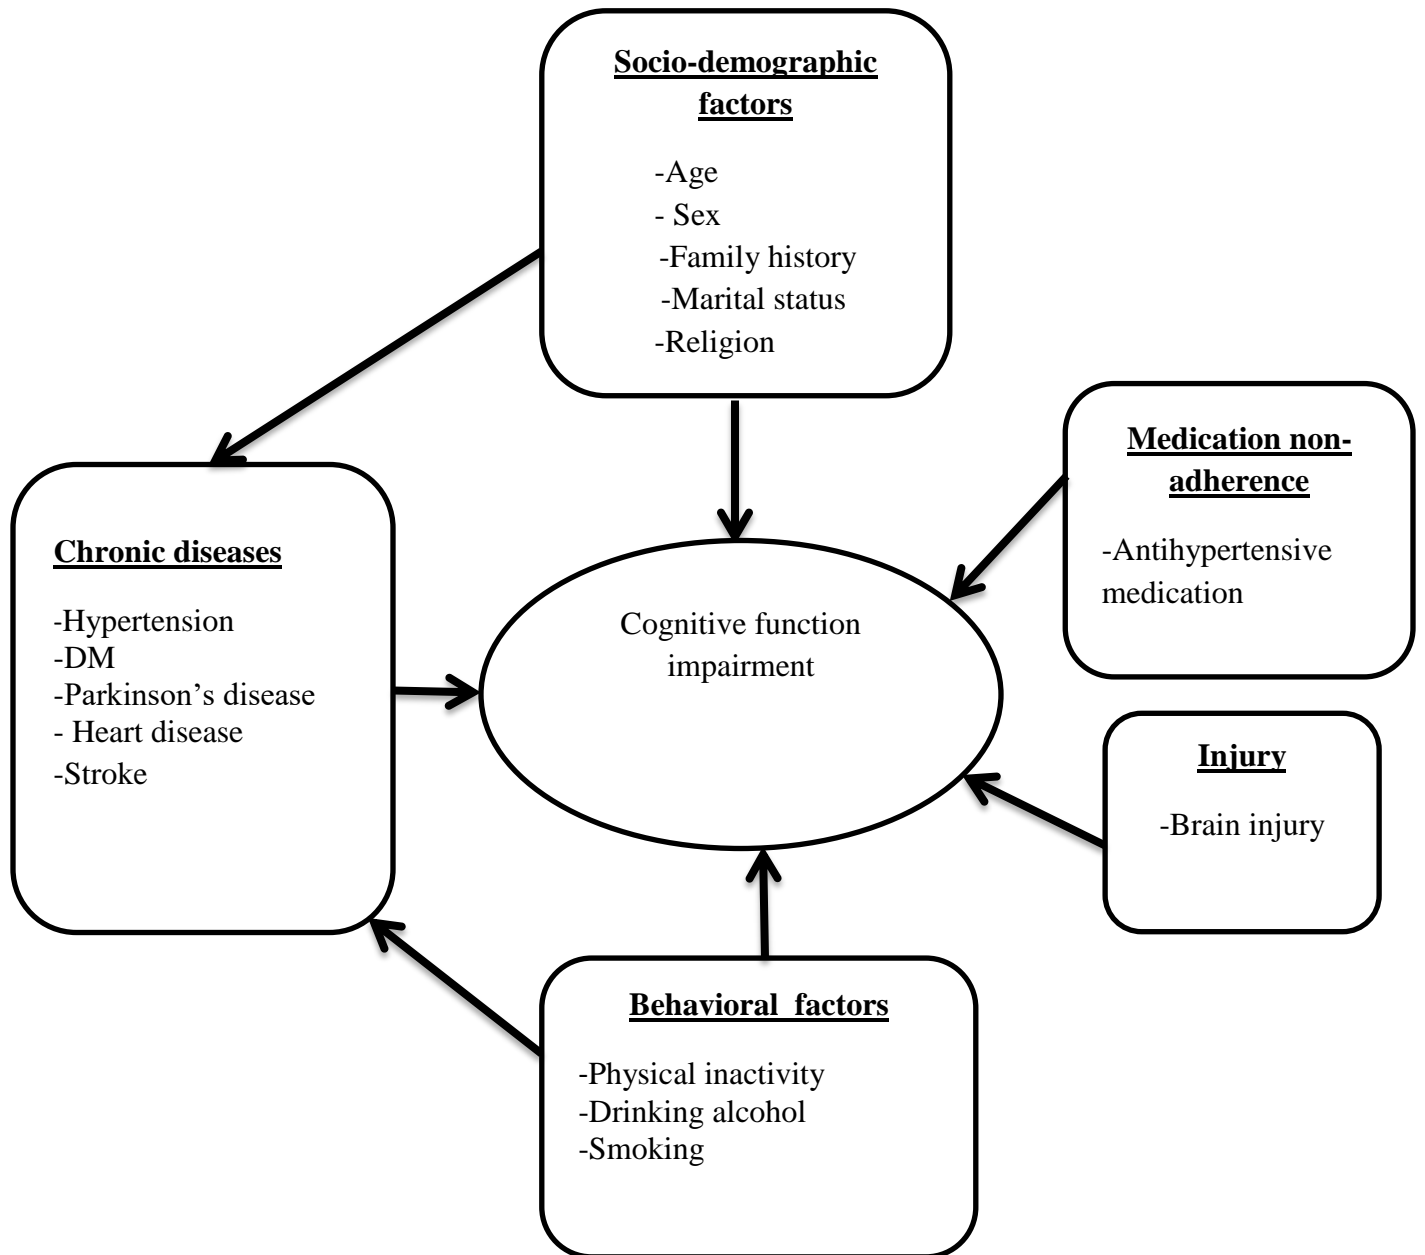 Socio-demographic
factors
-Age
- Sex
-Family history
-Marital status
-Religion
Medication non-
adherence
-Antihypertensive
medication
Chronic diseases
-Hypertension
-DM
-Parkinson’s disease
- Heart disease
-Stroke
Cognitive function
impairment
Injury
-Brain injury
Behavioral  factors
-Physical inactivity
-Drinking alcohol
-Smoking